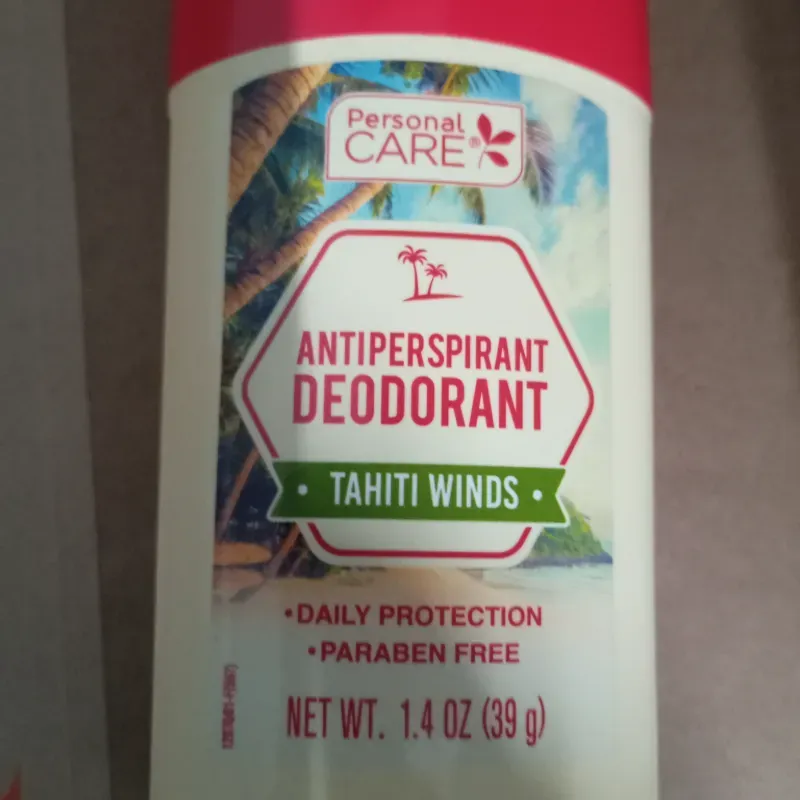 Personal
CARE®
ANTIPERSPIRANT
DEODORANT
• TAHITI WINDS •
•DAILY PROTECTION
•PARABEN FREE
NET WT. 1.4 OZ (39 g)